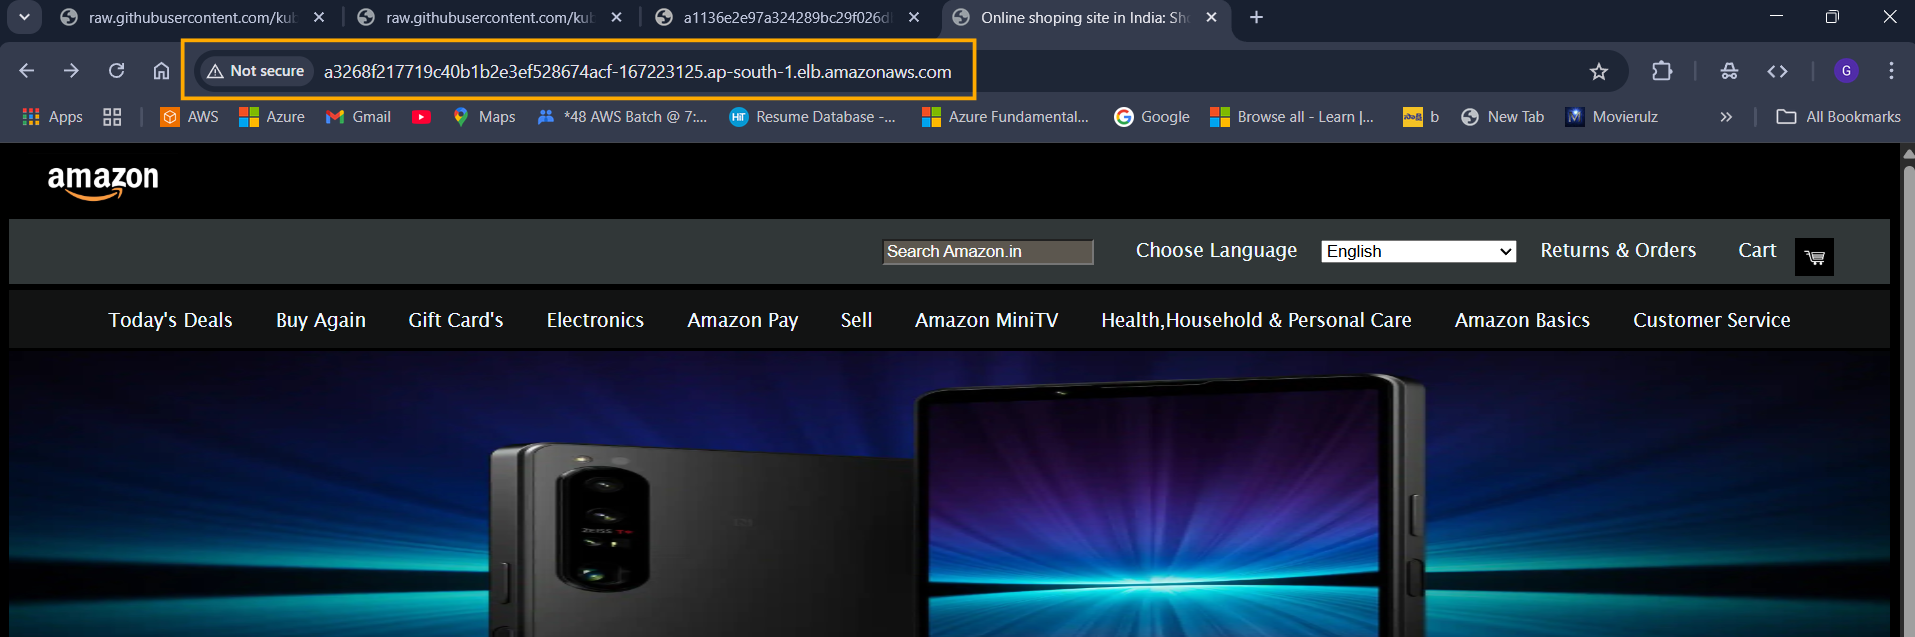 raw.githubusercontent.com/kub
raw.githubusercontent.com/kub
a1136e2e97a324289bc29f026d
Online shoping site in India: Sh
Not secure
a3268f217719c40b1b2e3ef528674acf-167223125.ap-south-1.elb.amazonaws.com
G
Apps
AWS
Azure
Gmail
Maps
*48 AWS Batch @ 7:...
HIT
Resume Database -...
Azure Fundamental...
Google
Browse all - Learn |...
b
New Tab
Movierulz
All Bookmarks
amazon
Search Amazon.in
Choose Language
English
Returns & Orders
Cart
Today's Deals
Buy Again
Gift Card's
Electronics
Amazon Pay
Sell
Amazon MiniTV
Health,Household & Personal Care
Amazon Basics
Customer Service
ZEISS T*